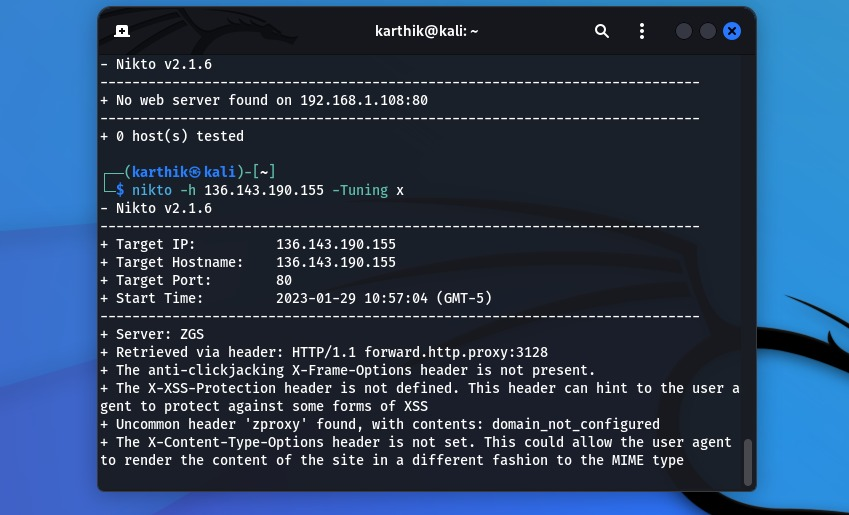 karthik@kali: ~
- Nikto v2.1.6
---------------------------------------------------------------------------
+ No web server found on 192.168.1.108:80
---------------------------------------------------------------------------
+ 0 host(s) tested
┌──(karthik㉿kali)-[~]
└─$ nikto -h 136.143.190.155 -Tuning x
- Nikto v2.1.6
---------------------------------------------------------------------------
+ Target IP:          136.143.190.155
+ Target Hostname:    136.143.190.155
+ Target Port:        80
+ Start Time:         2023-01-29 10:57:04 (GMT-5)
---------------------------------------------------------------------------
+ Server: ZGS
+ Retrieved via header: HTTP/1.1 forward.http.proxy:3128
+ The anti-clickjacking X-Frame-Options header is not present.
+ The X-XSS-Protection header is not defined. This header can hint to the user a
gent to protect against some forms of XSS
+ Uncommon header 'zproxy' found, with contents: domain_not_configured
+ The X-Content-Type-Options header is not set. This could allow the user agent
to render the content of the site in a different fashion to the MIME type